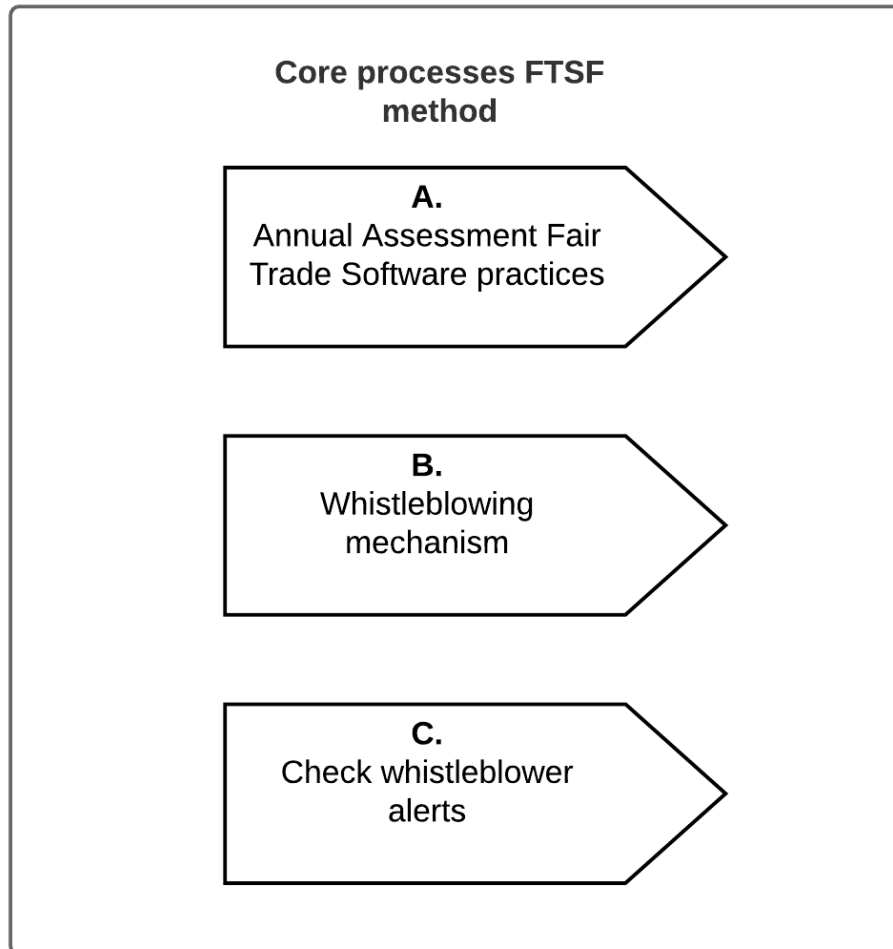 Core processes FTSF
method
A.
Annual Assessment Fair
Trade Software practices
B.
Whistleblowing
mechanism
C.
Check whistleblower
alerts